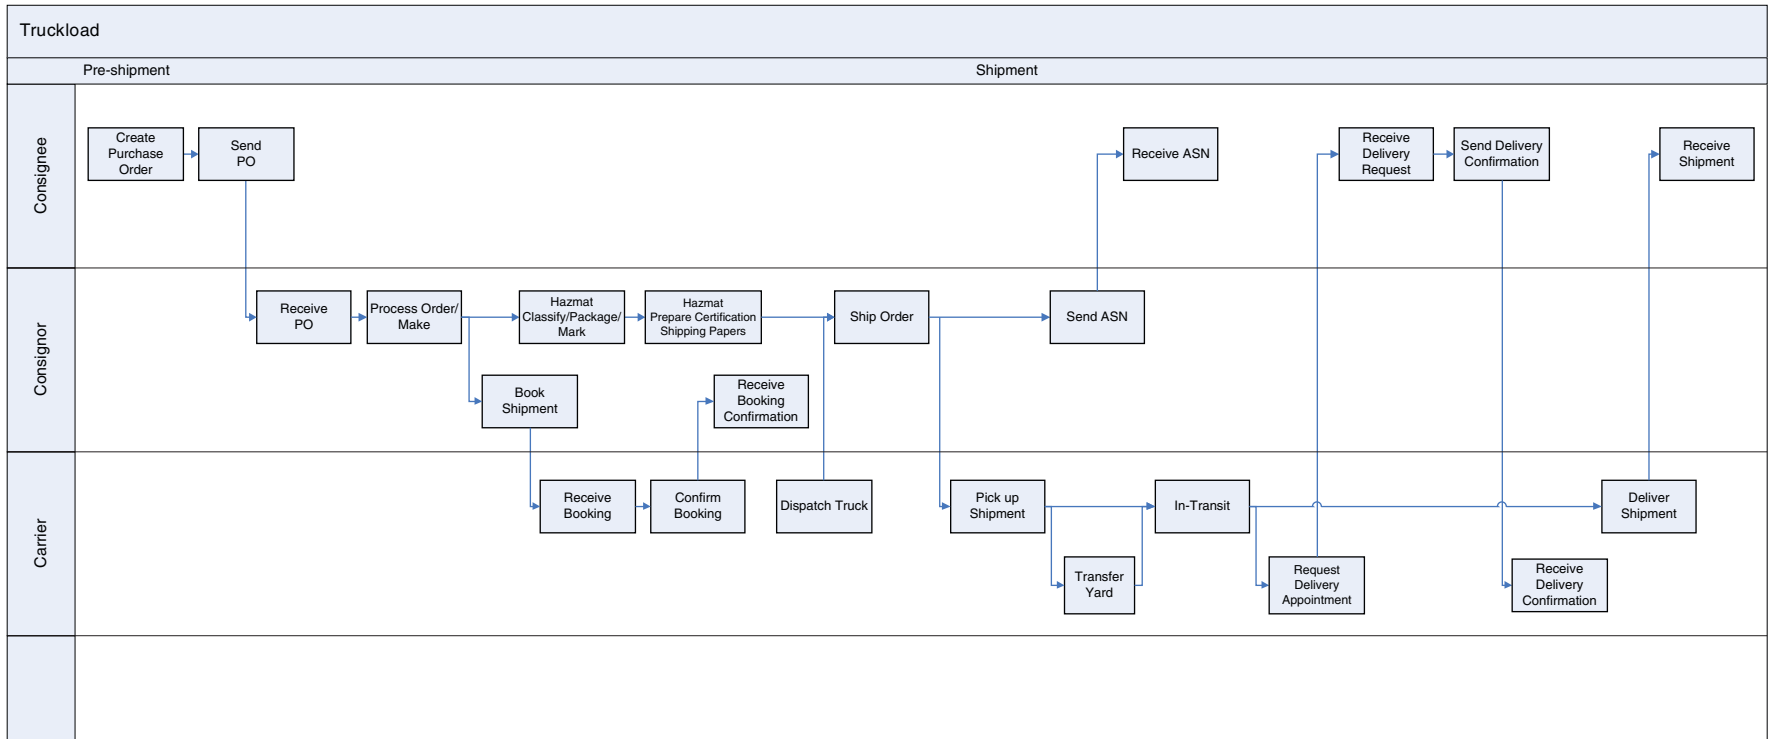 Truckload
Pre-shipment
Shipment
Consignee
Create
Purchase
Order
Send
PO
Receive ASN
Receive
Delivery
Request
Send Delivery
Confirmation
Receive
Shipment
Consignor
Receive
PO
Process Order/
Make
Hazmat
Classify/Package/
Mark
Hazmat
Prepare Certification
Shipping Papers
Ship Order
Send ASN
Book
Shipment
Receive
Booking
Confirmation
Carrier
Receive
Booking
Confirm
Booking
Dispatch Truck
Pick up
Shipment
In-Transit
Deliver
Shipment
Transfer
Yard
Request
Delivery
Appointment
Receive
Delivery
Confirmation